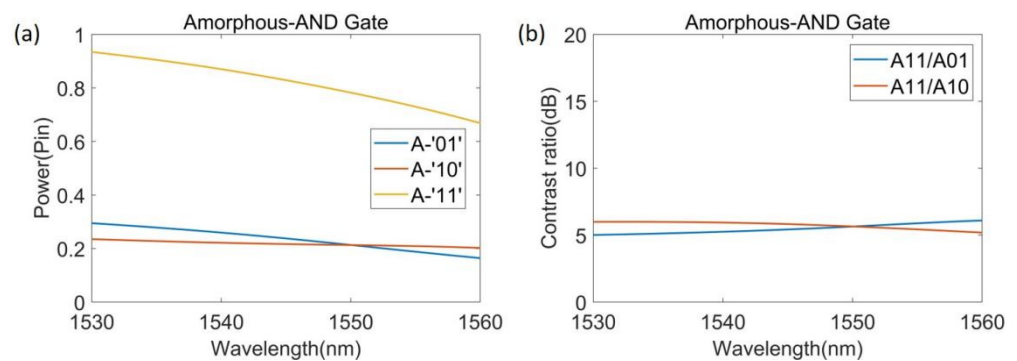 (a)
Amorphous-AND Gate
1
0.8
0.6
0.4
0.2
0
Power(Pin)
A-'01'
A-'10'
A-'11'
1530
1540
1550
1560
Wavelength(nm)
(b)
Amorphous-AND Gate
20
15
10
5
0
Contrast ratio(dB)
A11/A01
A11/A10
1530
1540
1550
1560
Wavelength(nm)